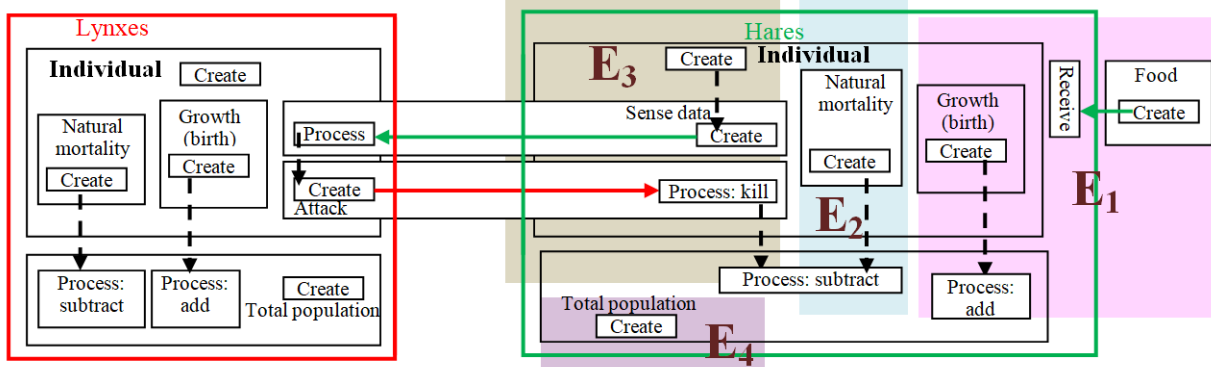 Lynxes
Individual
Create
Natural
mortality
Create
Growth
(birth)
Create
Process:
subtract
Process:
add
Create
Total population
Sense data
Process
Create
Create
Attack
Process: kill
Hares
E3
Create
Individual
Natural
mortality
Create
E2
Growth
(birth)
Create
Receive
Food
Create
E1
Process: subtract
Process:
add
Total population
Create
E4